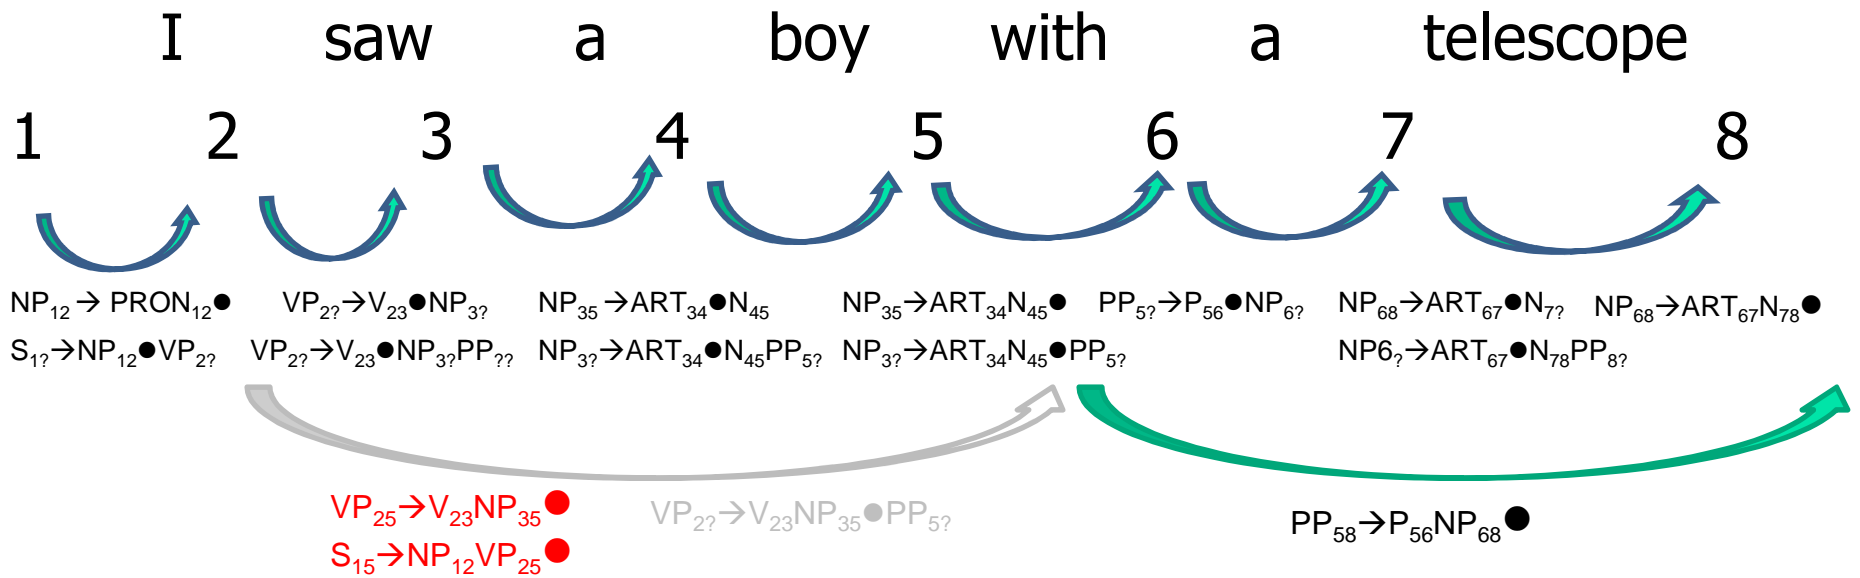 I saw a boy with a telescope
1 2 3 4 5 6 7 8
NP₁₂→ PRON₁₂● VP₂?→V₂₃●NP₃? NP₃₅→ART₃₄●N₄₅ NP₃₅→ART₃₄N₄₅● PP₅?→P₅₆●NP₆? NP₆₈→ART₆₇●N₇? NP₆₈→ART₆₇N₇₈●
S₁?→NP₁₂●VP₂? VP₂?→V₂₃●NP₃?PP?? NP₃?→ART₃₄●N₄₅PP₅? NP₃?→ART₃₄N₄₅●PP₅? NP6?→ART₆₇●N₇₈PP₈?
VP₂₅→V₂₃NP₃₅● VP₂?→V₂₃NP₃₅●PP₅? PP₅₈→P₅₆NP₆₈●
S₁₅→NP₁₂VP₂₅●